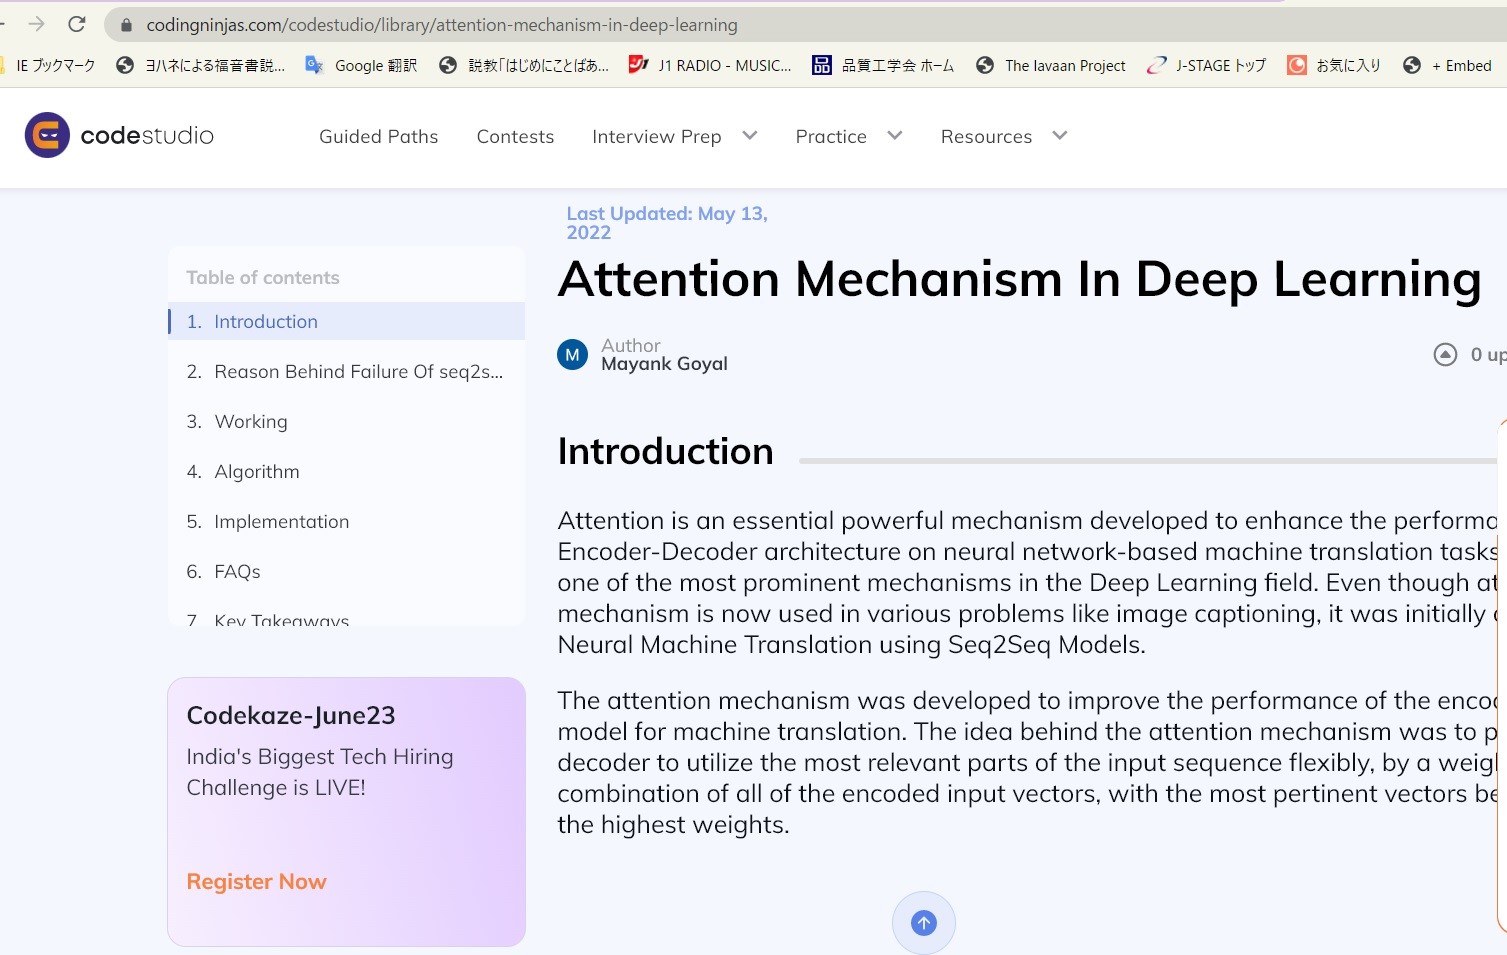 codingninjas.com/codestudio/library/attention-mechanism-in-deep-learning
IE ブックマーク ヨハネによる福音書説... Google 翻訳 説教「はじめにことばあ... J1 RADIO - MUSIC... 品質工学会 ホーム The Iavaan Project J-STAGE トップ お気に入り + Embed
codestudio Guided Paths Contests Interview Prep Practice Resources
Last Updated: May 13,
2022
Attention Mechanism In Deep Learning
M Author
Mayank Goyal
0 up
Table of contents
1. Introduction
2. Reason Behind Failure Of seq2s...
3. Working
4. Algorithm
5. Implementation
6. FAQs
7. Key Takeaways
Codekaze-June23
India's Biggest Tech Hiring
Challenge is LIVE!
Register Now
Introduction
Attention is an essential powerful mechanism developed to enhance the performa
Encoder-Decoder architecture on neural network-based machine translation tasks
one of the most prominent mechanisms in the Deep Learning field. Even though at
mechanism is now used in various problems like image captioning, it was initially
Neural Machine Translation using Seq2Seq Models.
The attention mechanism was developed to improve the performance of the enco
model for machine translation. The idea behind the attention mechanism was to p
decoder to utilize the most relevant parts of the input sequence flexibly, by a weig
combination of all of the encoded input vectors, with the most pertinent vectors be
the highest weights.